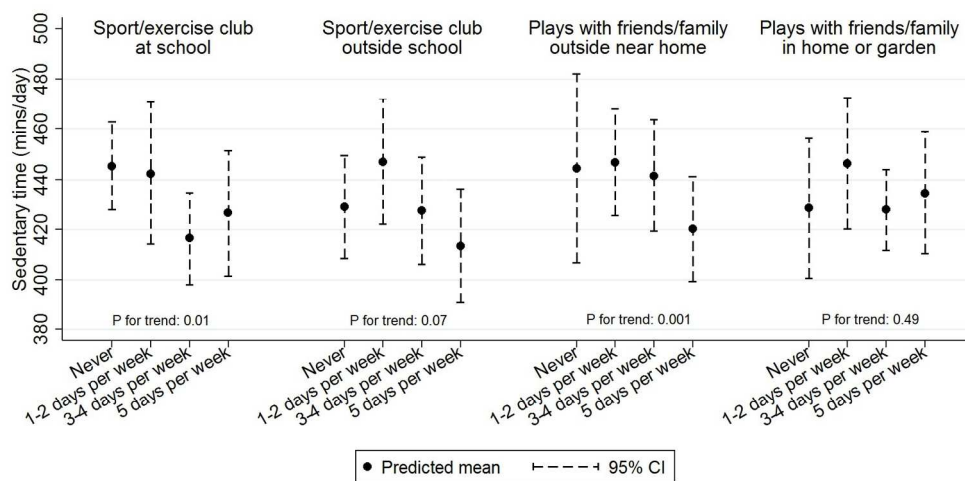 Sport/exercise club
at school
Sport/exercise club
outside school
Plays with friends/family
outside near home
Plays with friends/family
in home or garden
Sedentary time (mins/day)
500
480
460
440
420
400
380
P for trend: 0.01
P for trend: 0.07
P for trend: 0.001
P for trend: 0.49
Never
1-2 days per week
3-4 days per week
5 days per week
Never
1-2 days per week
3-4 days per week
5 days per week
Never
1-2 days per week
3-4 days per week
5 days per week
Never
1-2 days per week
3-4 days per week
5 days per week
Predicted mean
95% CI